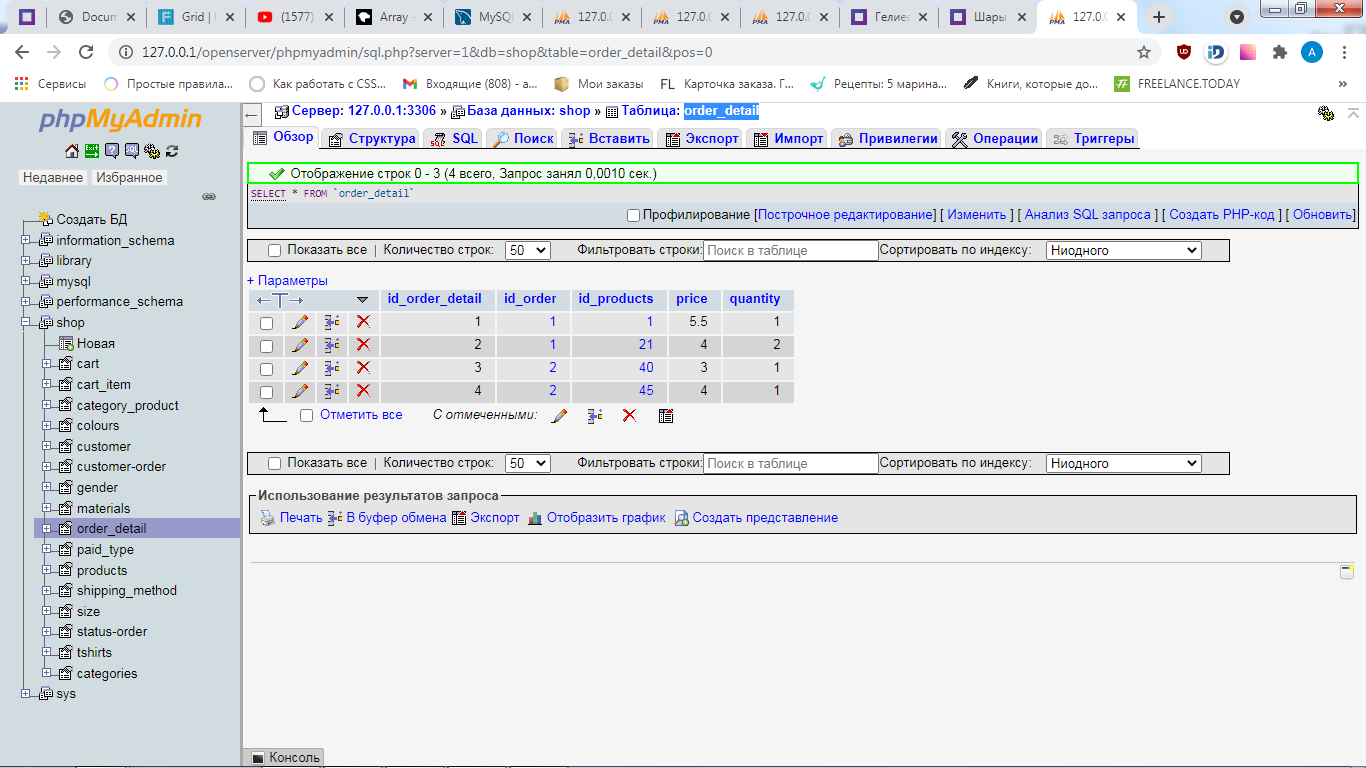 Docum
Grid | F
(1577)
Array -
MySQL
127.0.0
127.0.0
127.0.0
Гелиев
Шары
127.0.0
127.0.0.1/openserver/phpmyadmin/sql.php?server=1&db=shop&table=order_detail&pos=0
Сервисы
Простые правила...
Как работать с CSS...
Входящие (808) - a...
Мои заказы
FL Карточка заказа. Г...
Рецепты: 5 марина...
Книги, которые до...
FREELANCE.TODAY
»
phpMyAdmin
Недавнее Избранное
Создать БД
information_schema
library
mysql
performance_schema
shop
Новая
cart
cart_item
category_product
colours
customer
customer-order
gender
materials
order_detail
paid_type
products
shipping_method
size
status-order
tshirts
categories
sys
Сервер: 127.0.0.1:3306 » База данных: shop » Таблица: order_detail
Обзор Структура SQL Поиск Вставить Экспорт Импорт Привилегии Операции Триггеры
Отображение строк 0 - 3 (4 всего, Запрос занял 0,0010 сек.)
SELECT * FROM `order_detail`
Профилирование [Построчное редактирование] [ Изменить ] [ Анализ SQL запроса ] [ Создать PHP-код ] [ Обновить]
Показать все | Количество строк: 50 Фильтровать строки: Поиск в таблице Сортировать по индексу: Ниодного
+ Параметры
←T→ id_order_detail id_order id_products price quantity
1 1 1 5.5 1
2 1 21 4 2
3 2 40 3 1
4 2 45 4 1
Отметить все С отмеченными:
Показать все | Количество строк: 50 Фильтровать строки: Поиск в таблице Сортировать по индексу: Ниодного
Использование результатов запроса
Печать В буфер обмена Экспорт Отобразить график Создать представление
Консоль